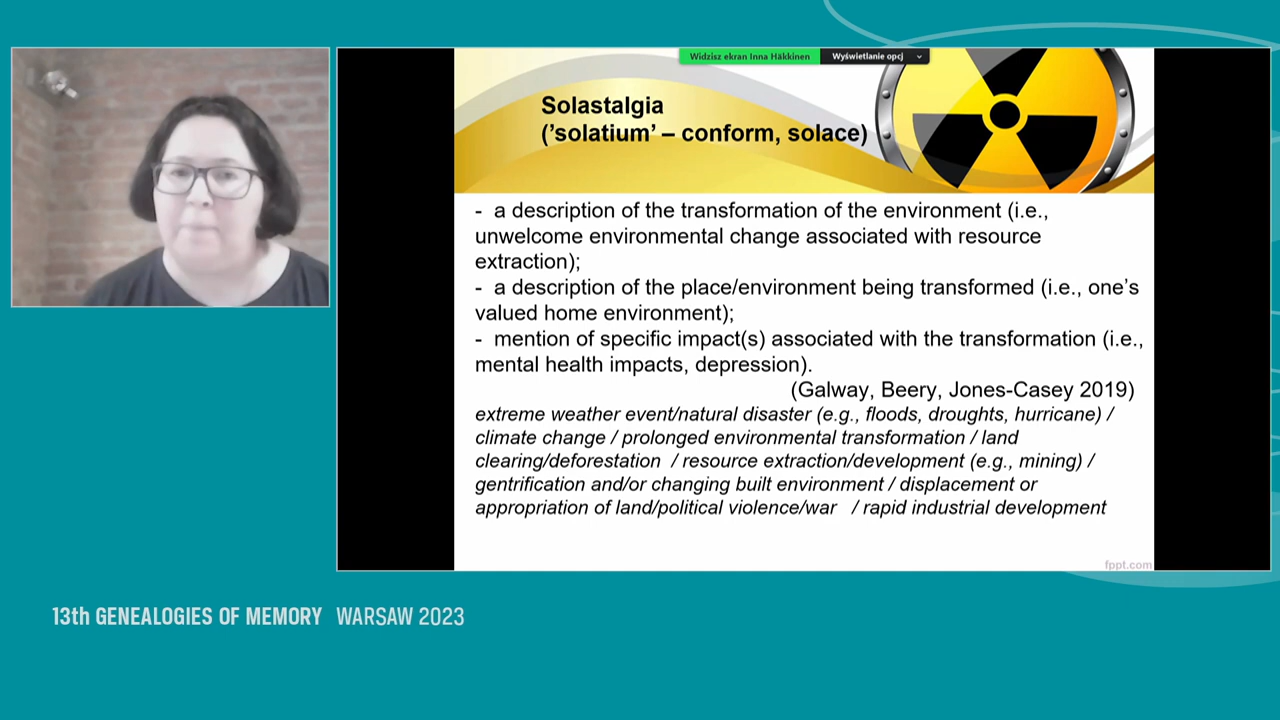 Widzisz ekran Inna Häkkinen Wyświetlanie opcj
Solastalgia
(’solatium’ – conform, solace)
- a description of the transformation of the environment (i.e.,
unwelcome environmental change associated with resource
extraction);
- a description of the place/environment being transformed (i.e., one’s
valued home environment);
- mention of specific impact(s) associated with the transformation (i.e.,
mental health impacts, depression).
(Galway, Beery, Jones-Casey 2019)
extreme weather event/natural disaster (e.g., floods, droughts, hurricane) /
climate change / prolonged environmental transformation / land
clearing/deforestation / resource extraction/development (e.g., mining) /
gentrification and/or changing built environment / displacement or
appropriation of land/political violence/war / rapid industrial development
fppt.com
13th GENEALOGIES OF MEMORY WARSAW 2023